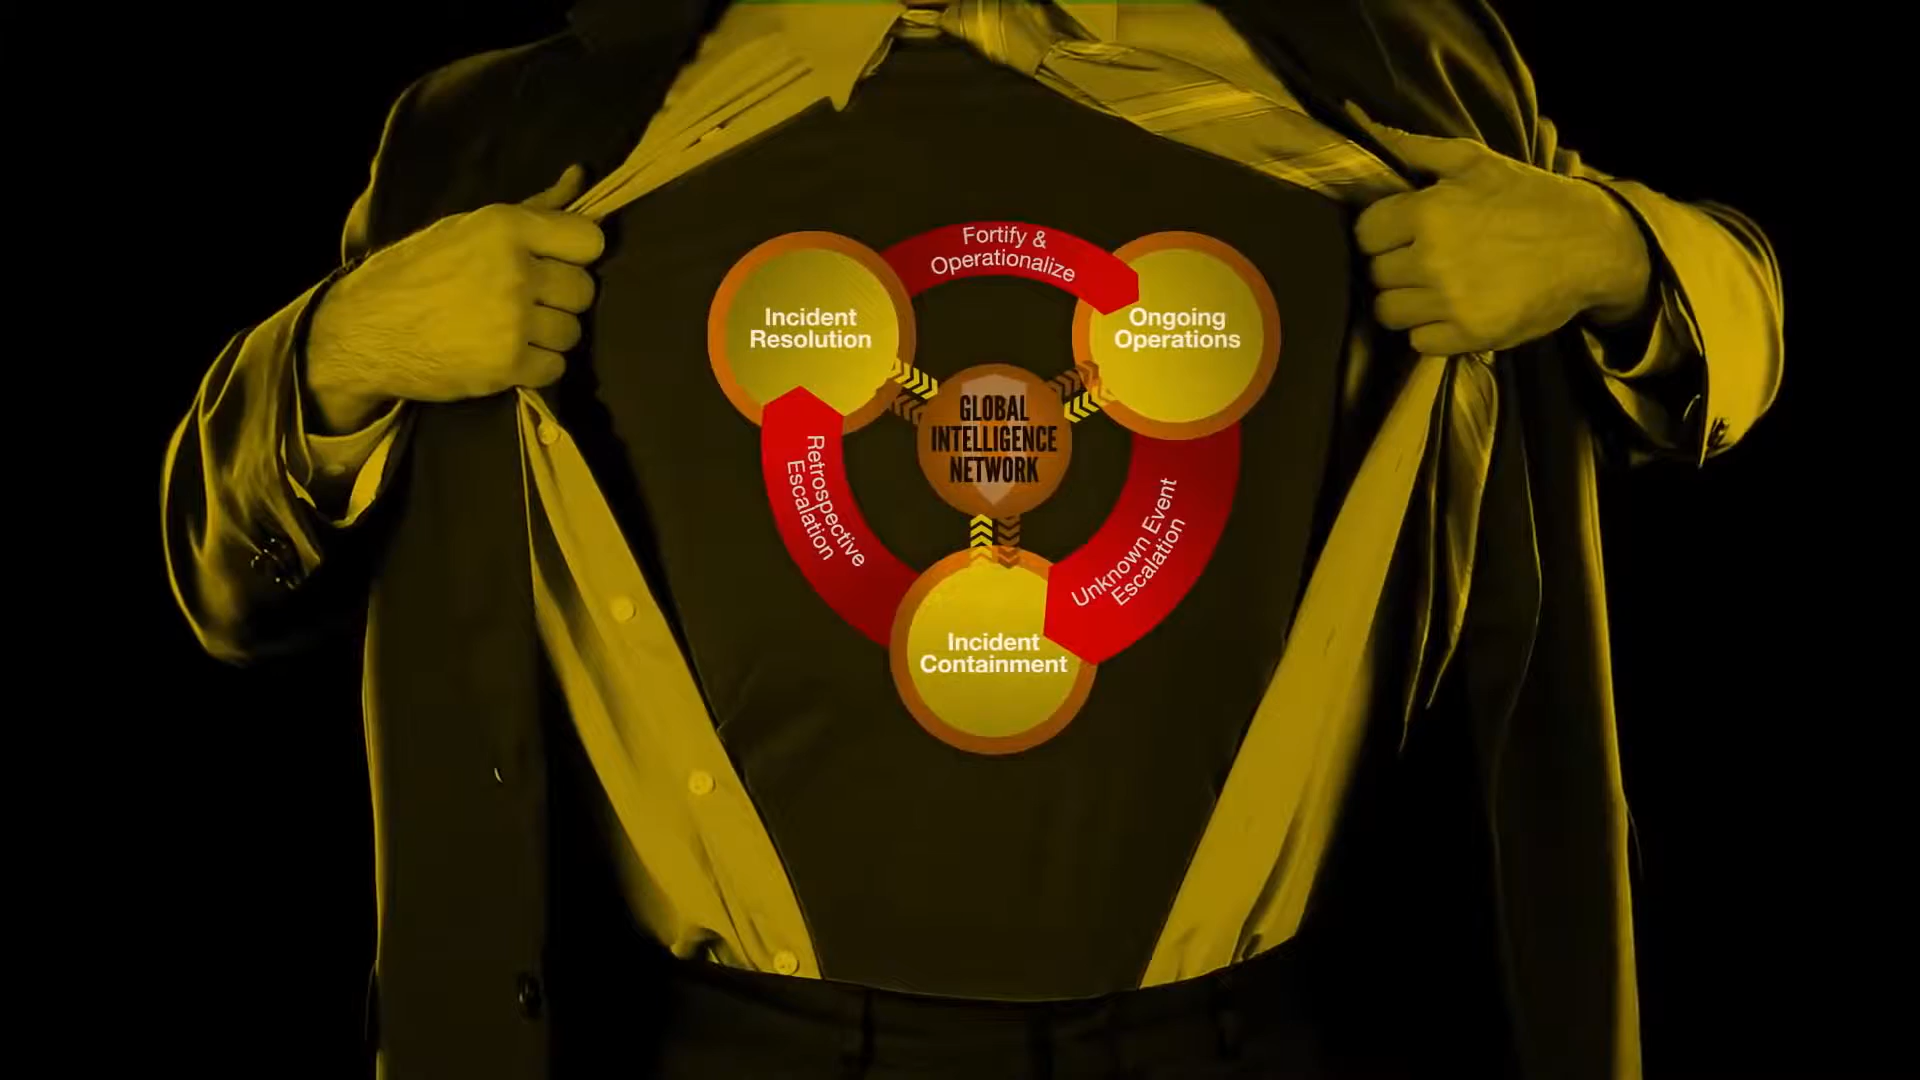 Fortify &
Operationalize
Incident
Resolution
Ongoing
Operations
GLOBAL
INTELLIGENCE
NETWORK
Retrospective
Escalation
Unknown Event
Escalation
Incident
Containment